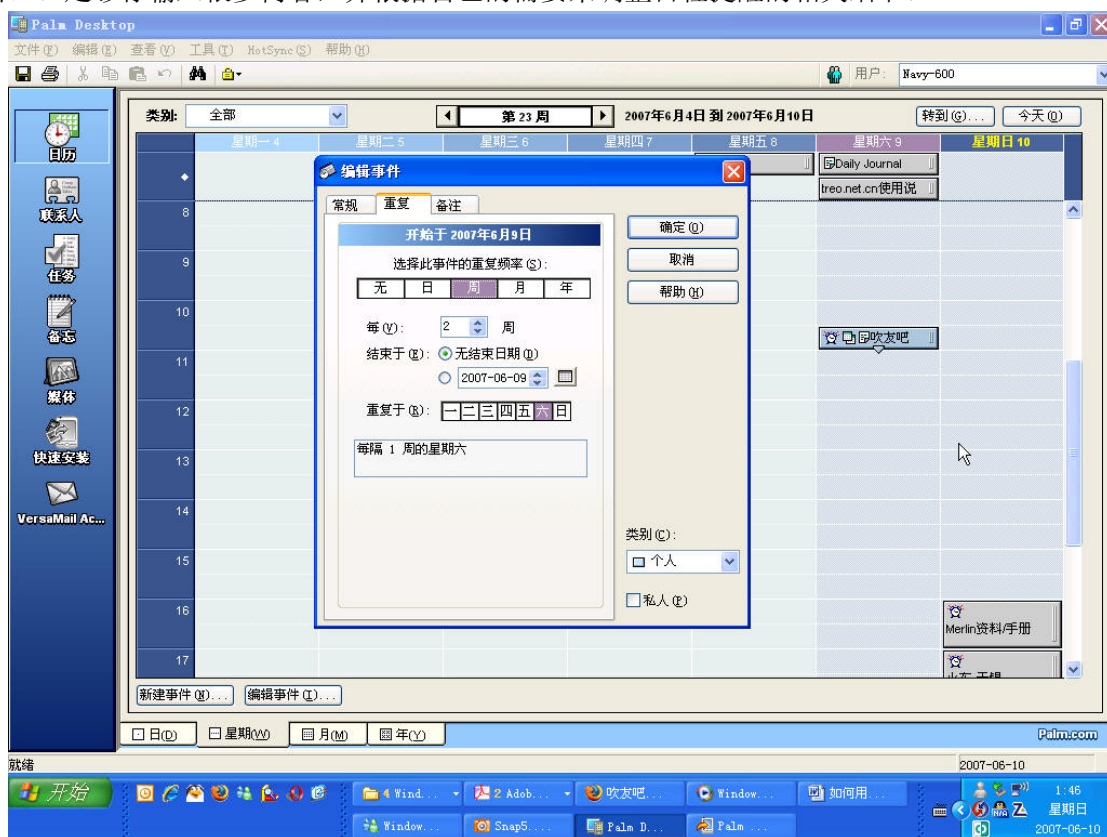 Palm Desktop
文件(F) 编辑(E) 查看(V) 工具(T) HotSync(S) 帮助(H)
用户: Navy-600
类别: 全部 第 23 周 2007年6月4日 到 2007年6月10日 转到(G)... 今天(O)
星期一 4 星期二 5 星期三 6 星期四 7 星期五 8 星期六 9 星期日 10
Daily Journal
treo.net.cn使用说
日历
联系人
任务
备忘
媒体
快速安装
VersaMail Ac...
8
9
10
11
12
13
14
15
16
17
编辑事件
常规 重复 备注
开始于 2007年6月9日
选择此事件的重复频率(S):
无 日 周 月 年
每(V): 2 周
结束于(E): 无结束日期(D)
2007-06-09
重复于(R): 一 二 三 四 五 六 日
每隔 1 周的星期六
确定(O)
取消
帮助(H)
类别(C):
个人
私人(P)
吹友吧
Merlin资料/手册
新建事件(N)... 编辑事件(I)...
日(D) 星期(W) 月(M) 年(Y)
Palm.com
就绪 2007-06-10
开始 4 Wind... 2 Adob... 吹友吧... Window... 如何用...
Window... Snap5.... Palm D... Palm ...
1:46
星期日
2007-06-10